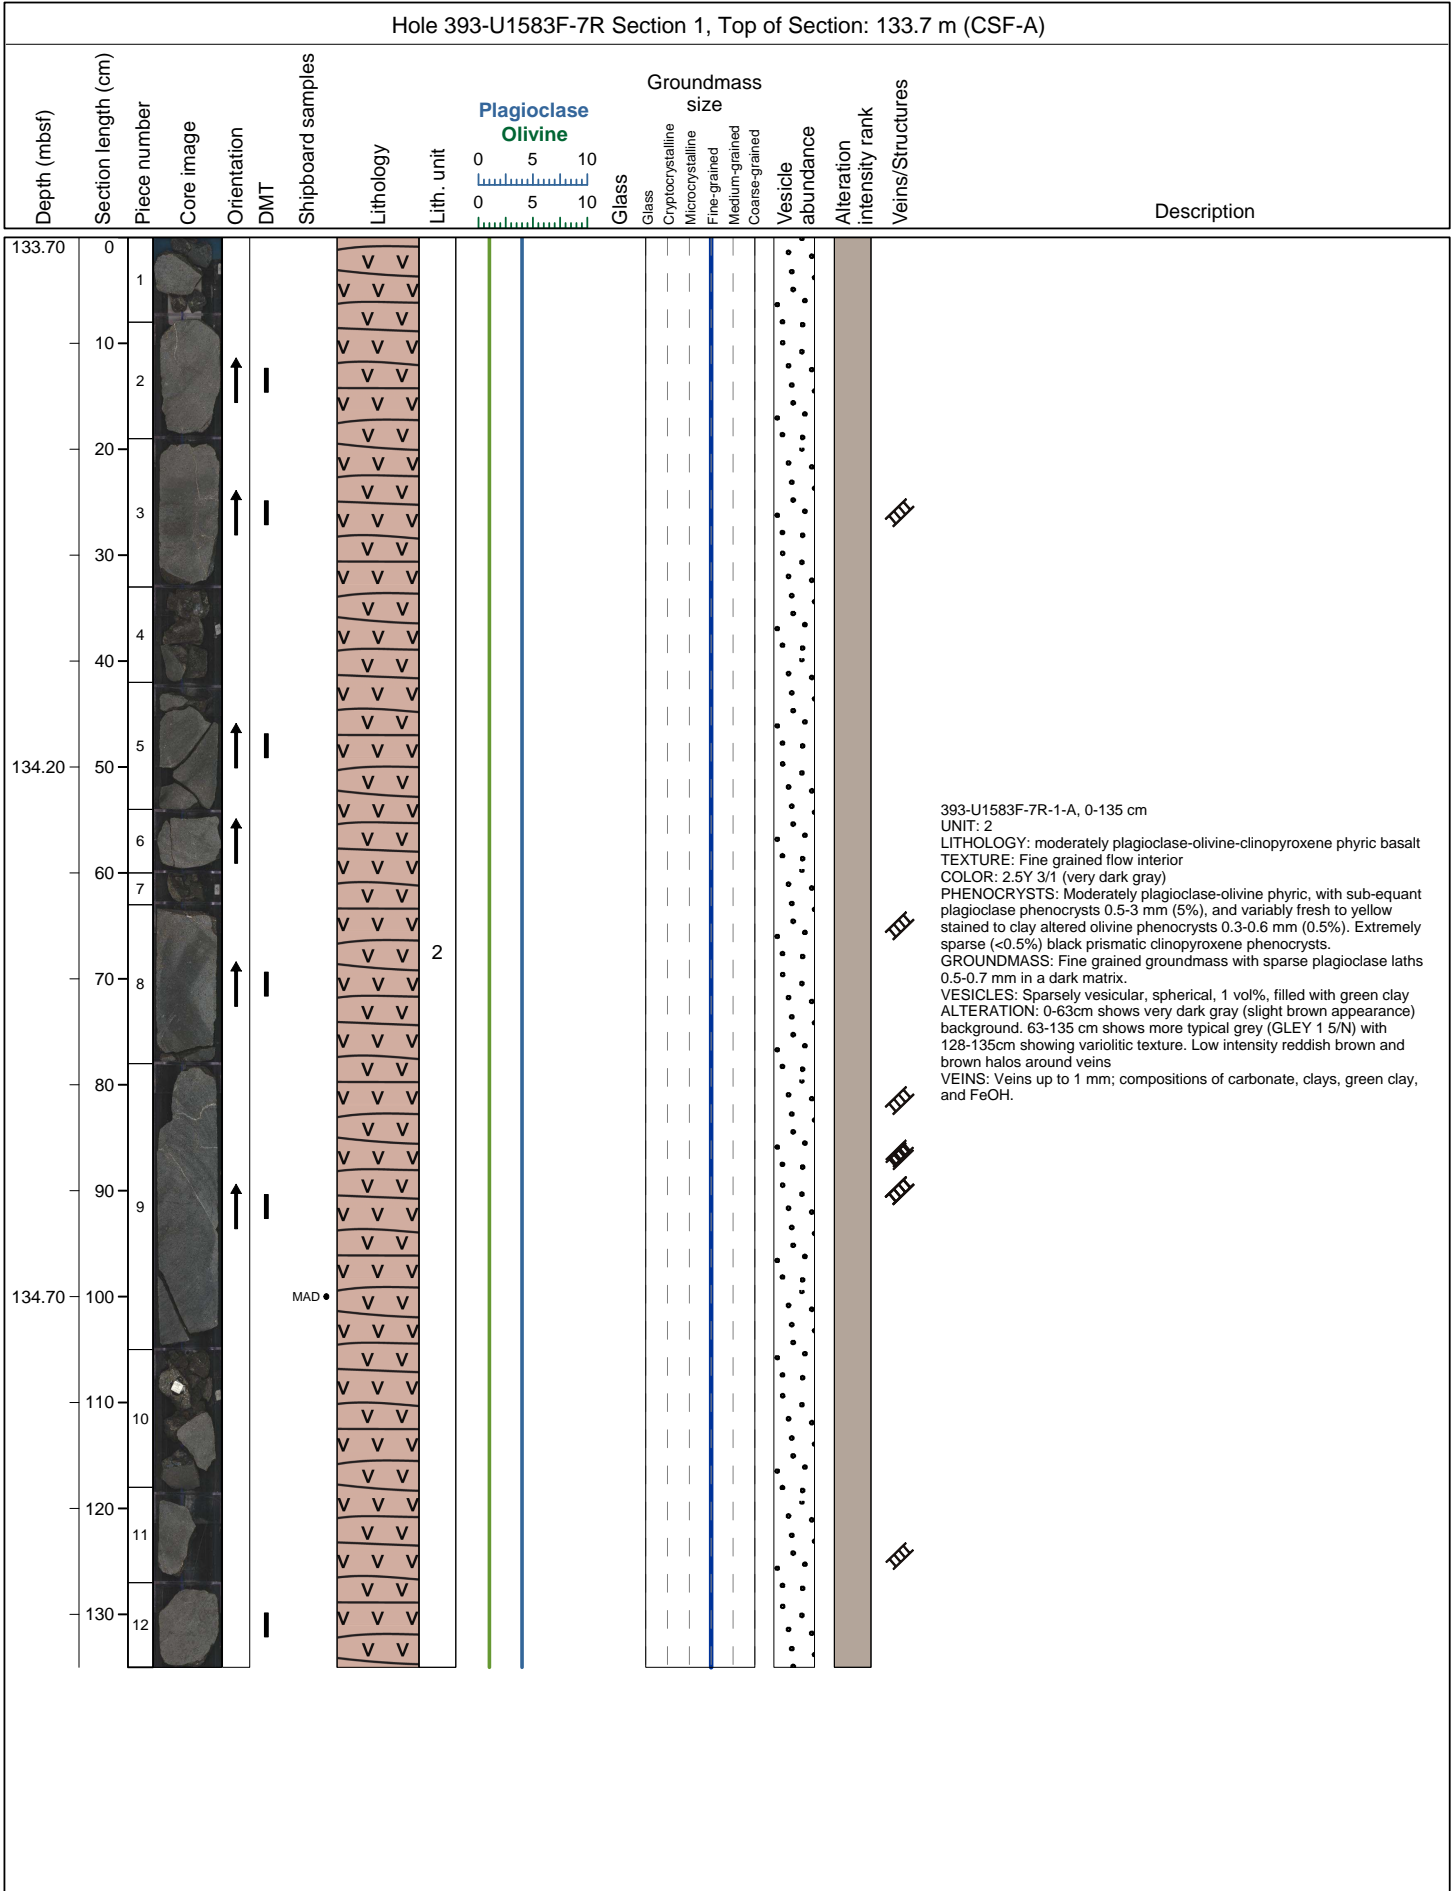 Hole 393-U1583F-7R Section 1, Top of Section: 133.7 m (CSF-A)
Depth (mbsf)
Section length (cm)
Piece number
Core image
Orientation
DMT
Shipboard samples
Lithology
Lith. unit
Plagioclase
Olivine
0 5 10
0 5 10
Glass
Groundmass
size
Glass
Cryptocrystalline
Microcrystalline
Fine-grained
Medium-grained
Coarse-grained
Vesicle
abundance
Alteration
intensity rank
Veins/Structures
Description
133.70
134.20
134.70
0
10
20
30
40
50
60
70
80
90
100
110
120
130
1
2
3
4
5
6
7
8
9
10
11
12
MAD
2
393-U1583F-7R-1-A, 0-135 cm
UNIT: 2
LITHOLOGY: moderately plagioclase-olivine-clinopyroxene phyric basalt
TEXTURE: Fine grained flow interior
COLOR: 2.5Y 3/1 (very dark gray)
PHENOCRYSTS: Moderately plagioclase-olivine phyric, with sub-equant
plagioclase phenocrysts 0.5-3 mm (5%), and variably fresh to yellow
stained to clay altered olivine phenocrysts 0.3-0.6 mm (0.5%). Extremely
sparse (<0.5%) black prismatic clinopyroxene phenocrysts.
GROUNDMASS: Fine grained groundmass with sparse plagioclase laths
0.5-0.7 mm in a dark matrix.
VESICLES: Sparsely vesicular, spherical, 1 vol%, filled with green clay
ALTERATION: 0-63cm shows very dark gray (slight brown appearance)
background. 63-135 cm shows more typical grey (GLEY 1 5/N) with
128-135cm showing variolitic texture. Low intensity reddish brown and
brown halos around veins
VEINS: Veins up to 1 mm; compositions of carbonate, clays, green clay,
and FeOH.